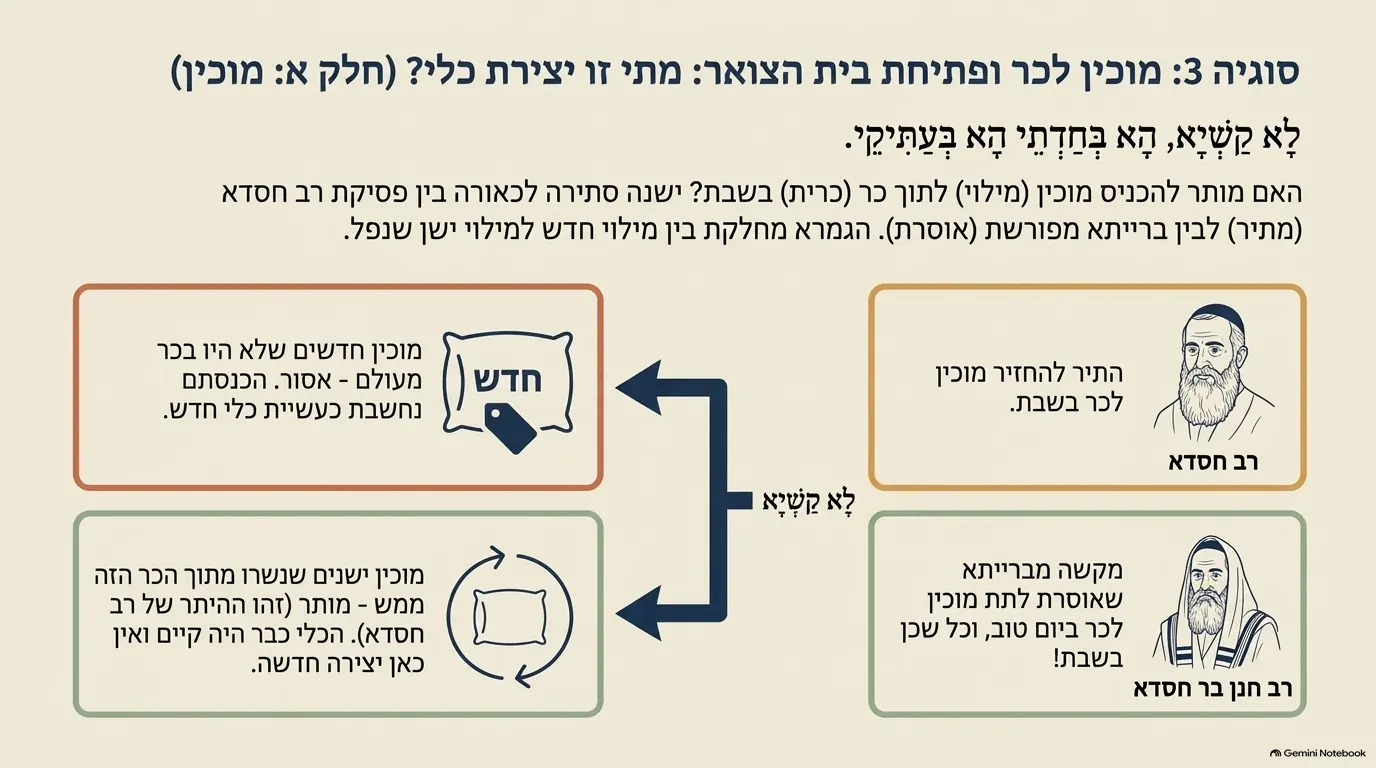 סוגיה 3: מוכין לכר ופתיחת בית הצואר: מתי זו יצירת כלי? (חלק א: מוכין)
לָא קַשְׁיָא, הָא בְּחַדְתֵי הָא בְּעַתִּיקֵי.
האם מותר להכניס מוכין (מילוי) לתוך כר (כרית) בשבת? ישנה סתירה לכאורה בין פסיקת רב חסדא
(מתיר) לבין ברייתא מפורשת (אוסרת). הגמרא מחלקת בין מילוי חדש למילוי ישן שנפל.
התיר להחזיר מוכין
לכר בשבת.
רב חסדא
מקשה מברייתא
שאוסרת לתת מוכין
לכר ביום טוב, וכל שכן
בשבת!
רב חנן בר חסדא
לָא קַשְׁיָא
חדש
מוכין חדשים שלא היו בכר
מעולם - אסור. הכנסתם
נחשבת כעשיית כלי חדש.
מוכין ישנים שנשרו מתוך הכר הזה
ממש - מותר (זהו ההיתר של רב
חסדא). הכלי כבר היה קיים ואין
כאן יצירה חדשה.
Gemini Notebook